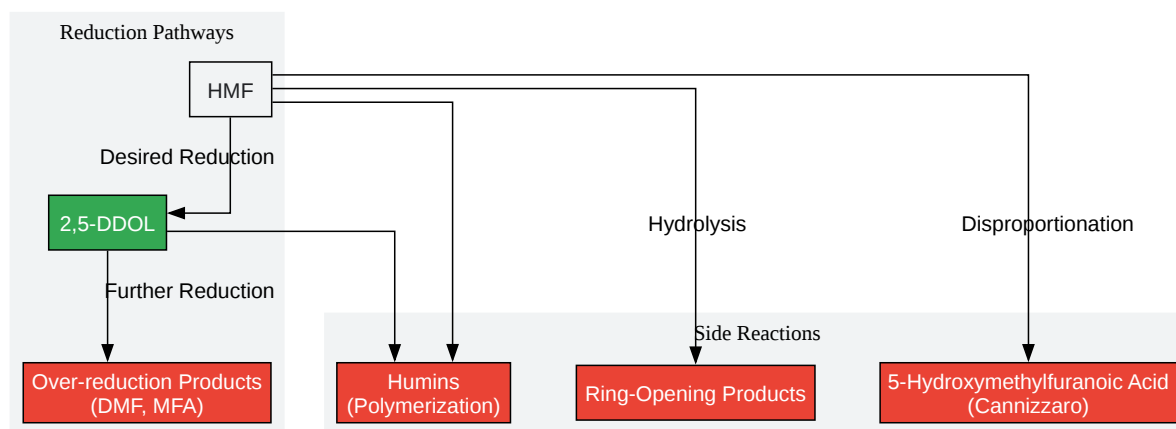 Reduction Pathways
HMF
Desired Reduction
2,5-DDOL
Hydrolysis
Disproportionation
Further Reduction
Side Reactions
Over-reduction Products
(DMF, MFA)
Humins
(Polymerization)
Ring-Opening Products
5-Hydroxymethylfuranoic Acid
(Cannizzaro)